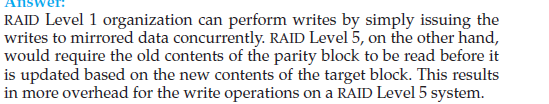 Answer:
RAID Level 1 organization can perform writes by simply issuing the
writes to mirrored data concurrently. RAID Level 5, on the other hand,
would require the old contents of the parity block to be read before it
is updated based on the new contents of the target block. This results
in more overhead for the write operations on a RAID Level 5 system.